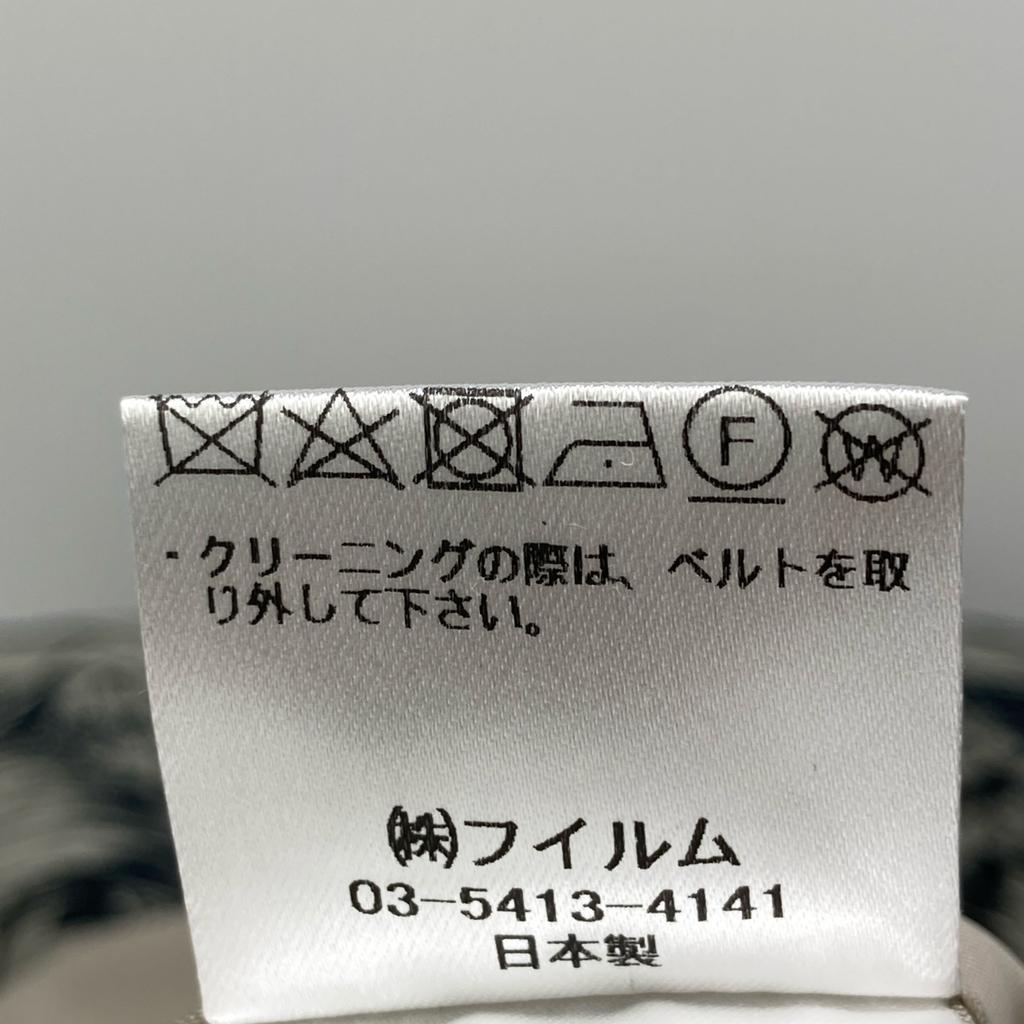 F W
・クリーニングの際は、ベルトを取
り外して下さい。
㈱フイルム
03-5413-4141
日本製